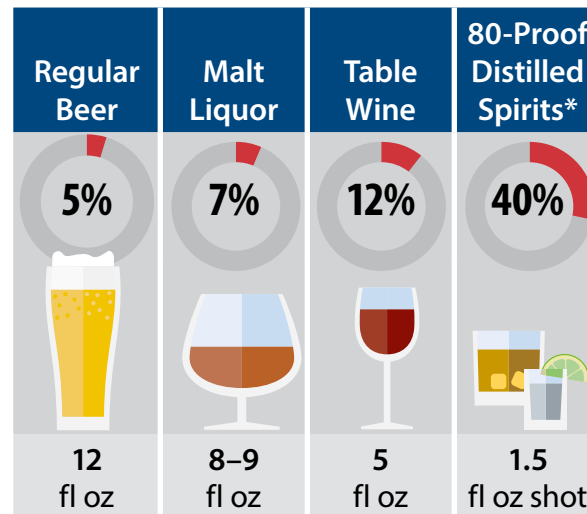 Regular
Beer
Malt
Liquor
Table
Wine
80-Proof
Distilled
Spirits*
5%
7%
12%
40%
12
fl oz
8–9
fl oz
5
fl oz
1.5
fl oz shot